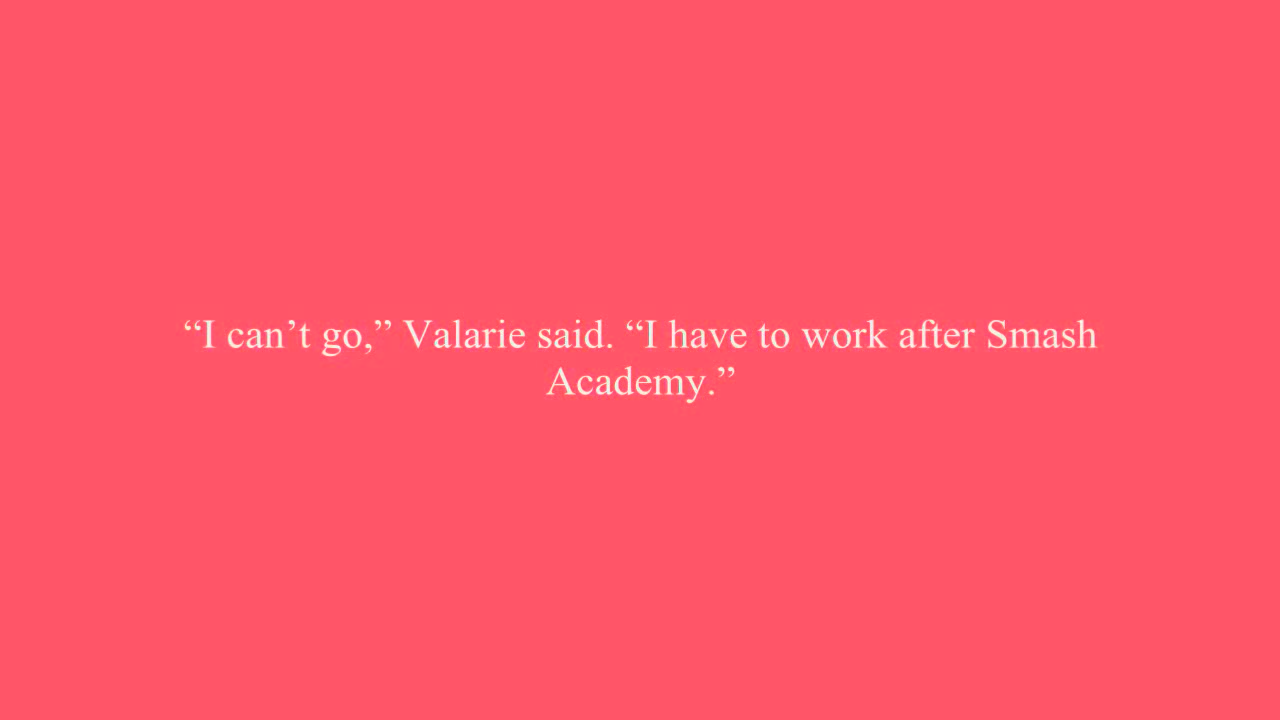 “I can’t go,” Valarie said. “I have to work after Smash
Academy.”